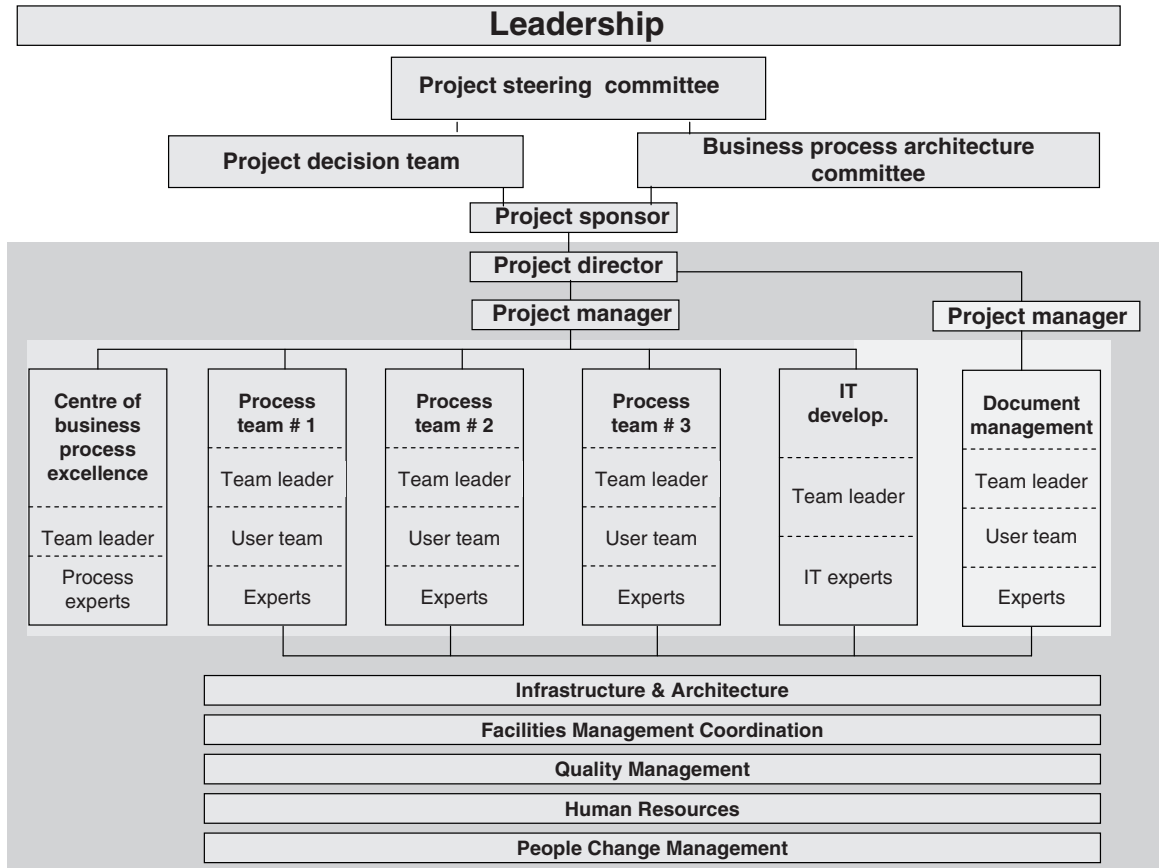 Leadership
Project steering committee
Project decision team
Business process architecture
committee
Project sponsor
Project director
Project manager
Project manager
Centre of
business
process
excellence
Team leader
Process
experts
Process
team # 1
Team leader
User team
Experts
Process
team # 2
Team leader
User team
Experts
Process
team # 3
Team leader
User team
Experts
IT
develop.
Team leader
IT experts
Document
management
Team leader
User team
Experts
Infrastructure & Architecture
Facilities Management Coordination
Quality Management
Human Resources
People Change Management